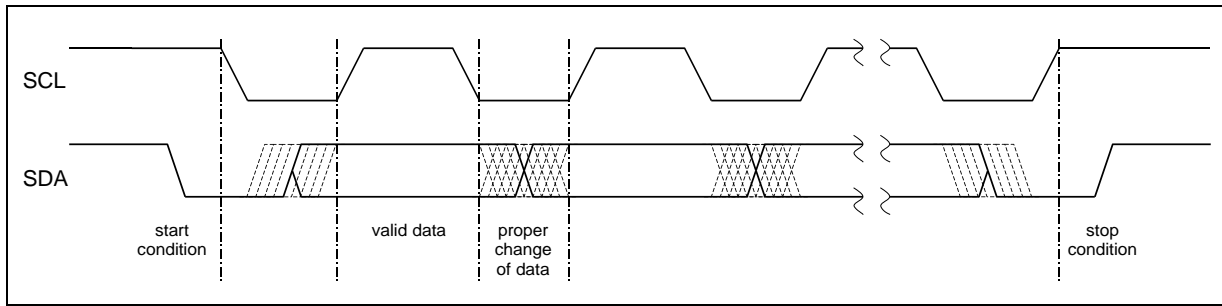 SCL
SDA
start
condition
valid data
proper
change
of data
stop
condition